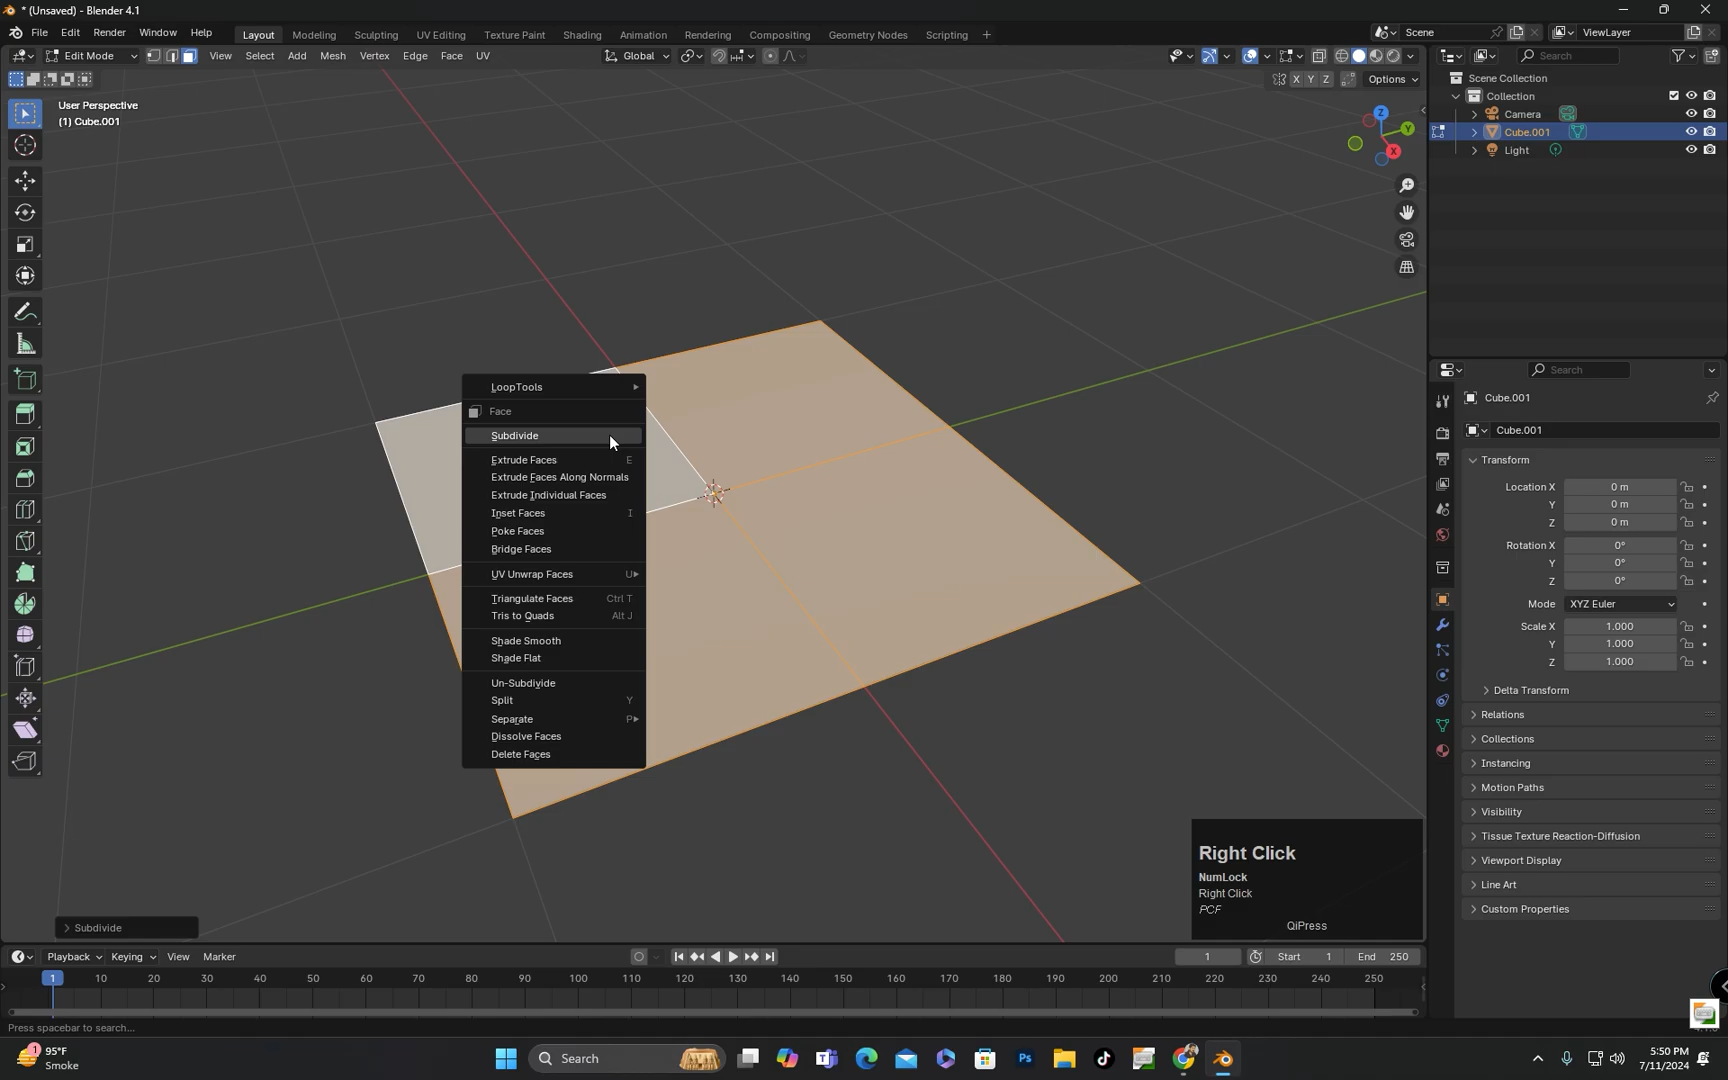 * (Unsaved) - Blender 4.1
File Edit Render Window Help Layout Modeling Sculpting UV Editing Texture Paint Shading Animation Rendering Compositing Geometry Nodes Scripting + Scene ViewLayer
Edit Mode View Select Add Mesh Vertex Edge Face UV Global Search
X Y Z Options
User Perspective
(1) Cube.001
Scene Collection
Collection
Camera
Cube.001
Light
Z
Y
X
LoopTools
Face
Subdivide
Extrude Faces E
Extrude Faces Along Normals
Extrude Individual Faces
Inset Faces I
Poke Faces
Bridge Faces
UV Unwrap Faces U
Triangulate Faces Ctrl T
Tris to Quads Alt J
Shade Smooth
Shade Flat
Un-Subdivide
Split Y
Separate P
Dissolve Faces
Delete Faces
Search
Cube.001
Cube.001
Transform
Location X 0 m
Y 0 m
Z 0 m
Rotation X 0°
Y 0°
Z 0°
Mode XYZ Euler
Scale X 1.000
Y 1.000
Z 1.000
Delta Transform
Relations
Collections
Instancing
Motion Paths
Visibility
Tissue Texture Reaction-Diffusion
Viewport Display
Line Art
Custom Properties
Right Click
NumLock
Right Click
PCF
QiPress
Subdivide
Playback Keying View Marker 1 Start 1 End 250
1 10 20 30 40 50 60 70 80 90 100 110 120 130 140 150 160 170 180 190 200 210 220 230 240 250
Press spacebar to search...
1 95°F
Smoke
Search
Ps
5:50 PM
7/11/2024